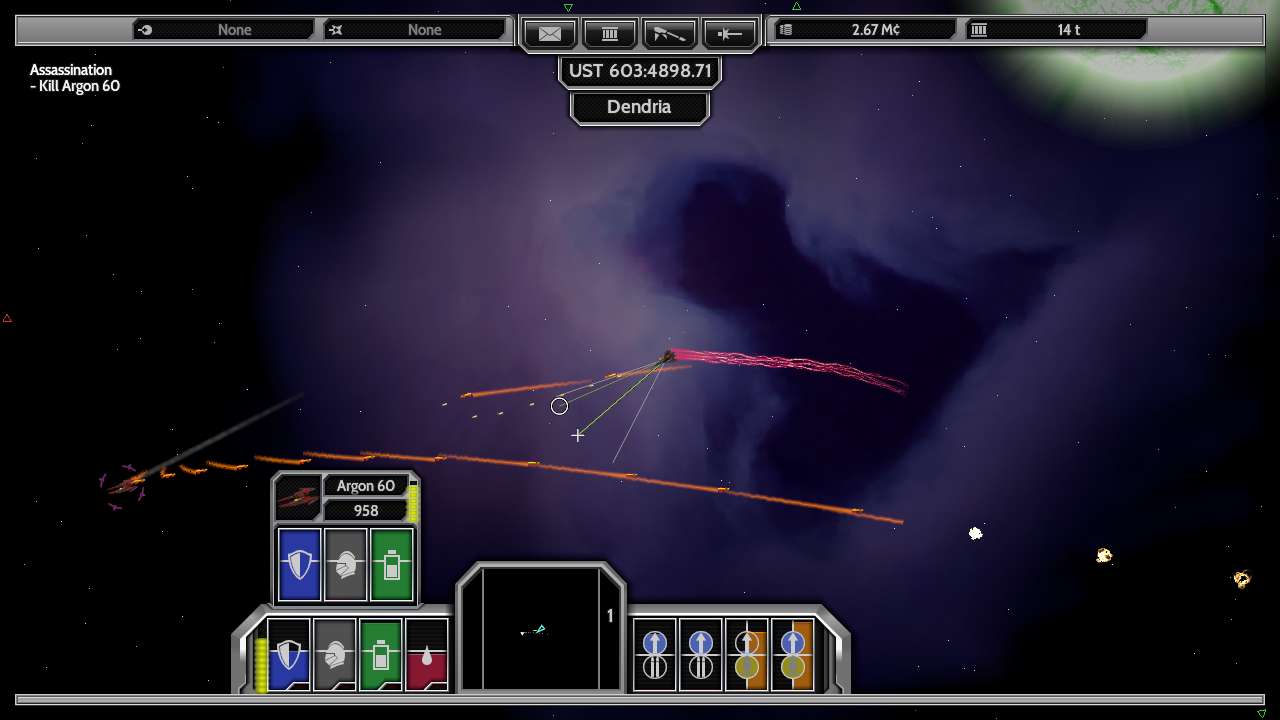 None
None
2.67 M¢
14 t
UST 603:4898.71
Dendria
Assassination
- Kill Argon 60
Argon 60
958
1